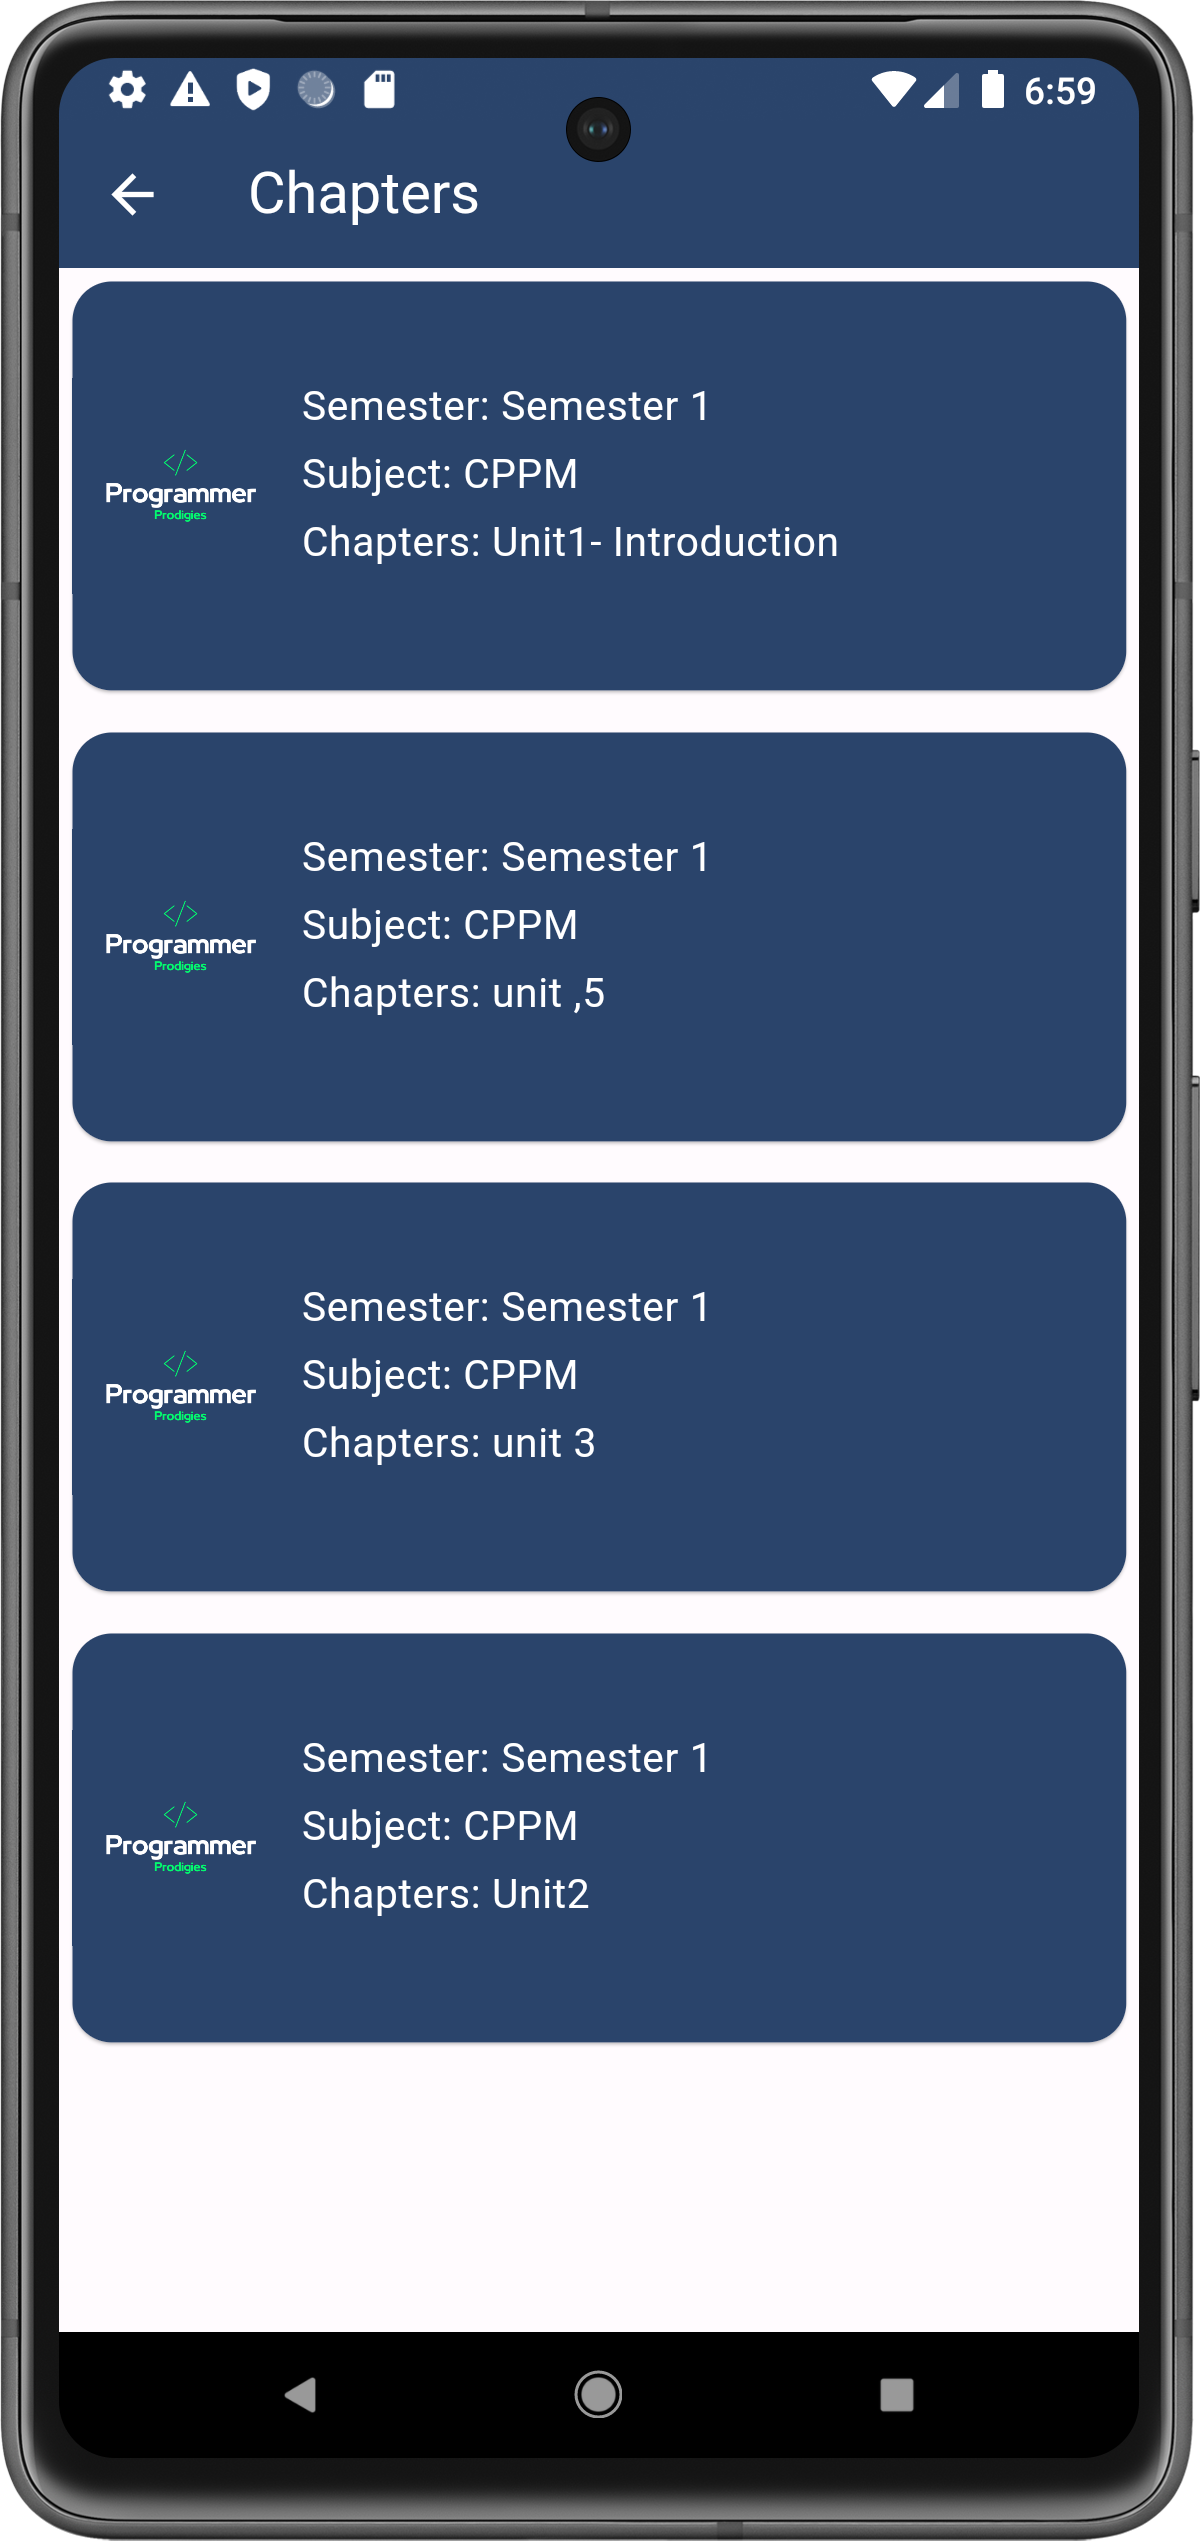 6:59
Chapters
Semester: Semester 1
Subject: CPPM
Chapters: Unit1- Introduction
</>
Programmer
Prodigies
Semester: Semester 1
Subject: CPPM
Chapters: unit ,5
</>
Programmer
Prodigies
Semester: Semester 1
Subject: CPPM
Chapters: unit 3
</>
Programmer
Prodigies
Semester: Semester 1
Subject: CPPM
Chapters: Unit2
</>
Programmer
Prodigies